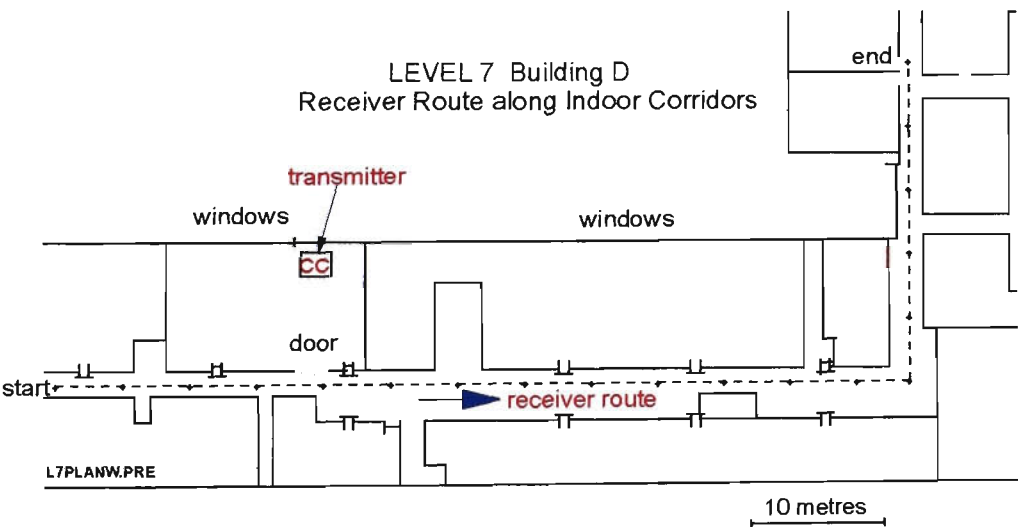 end
LEVEL 7 Building D
Receiver Route along Indoor Corridors
transmitter
windows
windows
CC
door
start
receiver route
L7PLANW.PRE
10 metres